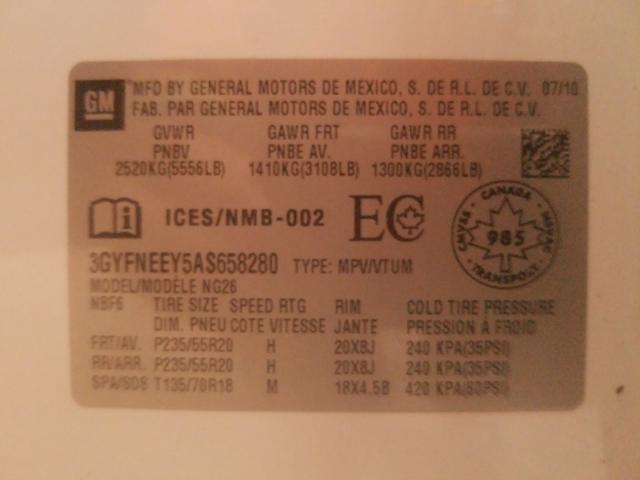 GM
MFD BY GENERAL MOTORS DE MEXICO, S. DE R.L. DE C.V. 07/10
FAB. PAR GENERAL MOTORS DE MEXICO, S. DE R.L. DE C.V.
GVWR GAWR FRT GAWR RR
PNBV PNBE AV. PNBE ARR.
2520KG(5556LB) 1410KG(3108LB) 1300KG(2866LB)
i ICES/NMB-002 EC
CANADA
CMVSS 985 NSVAC
TRANSPORT
3GYFNEEY5AS658280 TYPE: MPV/VTUM
MODEL/MODÈLE NG26
NBF6 TIRE SIZE SPEED RTG RIM COLD TIRE PRESSURE
DIM. PNEU COTE VITESSE JANTE PRESSION À FROID
FRT/AV. P235/55R20 H 20X8J 240 KPA(35PSI)
RR/ARR. P235/55R20 H 20X8J 240 KPA(35PSI)
SPA/SDS T135/70R18 M 18X4.5B 420 KPA(60PSI)